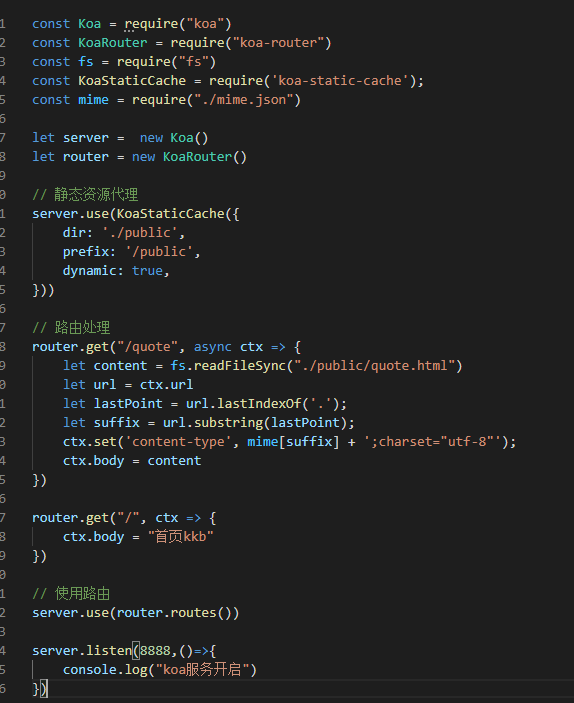 1 const Koa = require("koa")
2 const KoaRouter = require("koa-router")
3 const fs = require("fs")
4 const KoaStaticCache = require('koa-static-cache');
5 const mime = require("./mime.json")
6
7 let server =  new Koa()
8 let router = new KoaRouter()
9
0 // 静态资源代理
1 server.use(KoaStaticCache({
2     dir: './public',
3     prefix: '/public',
4     dynamic: true,
5 }))
6
7 // 路由处理
8 router.get("/quote", async ctx => {
9     let content = fs.readFileSync("./public/quote.html")
0     let url = ctx.url
1     let lastPoint = url.lastIndexOf('.');
2     let suffix = url.substring(lastPoint);
3     ctx.set('content-type', mime[suffix] + ';charset="utf-8"');
4     ctx.body = content
5 })
6
7 router.get("/", ctx => {
8     ctx.body = "首页kkb"
9 })
0
1 // 使用路由
2 server.use(router.routes())
3
4 server.listen(8888,()=>{
5     console.log("koa服务开启")
6 })